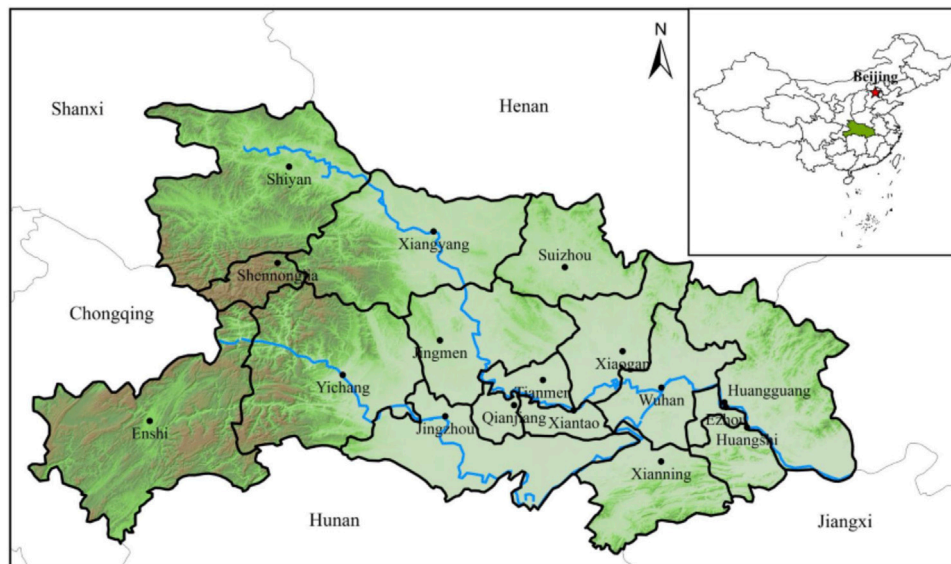 N
Beijing
Shanxi
Henan
Shiyan
Xiangyang
Suizhou
Shennongjia
Chongqing
Jingmen
Xiaogan
Yichang
Tianmen
Wuhan
Huangguang
Enshi
Jingzhou
Qianjiang
Xiantao
Ezhou
Huangshi
Xianning
Hunan
Jiangxi